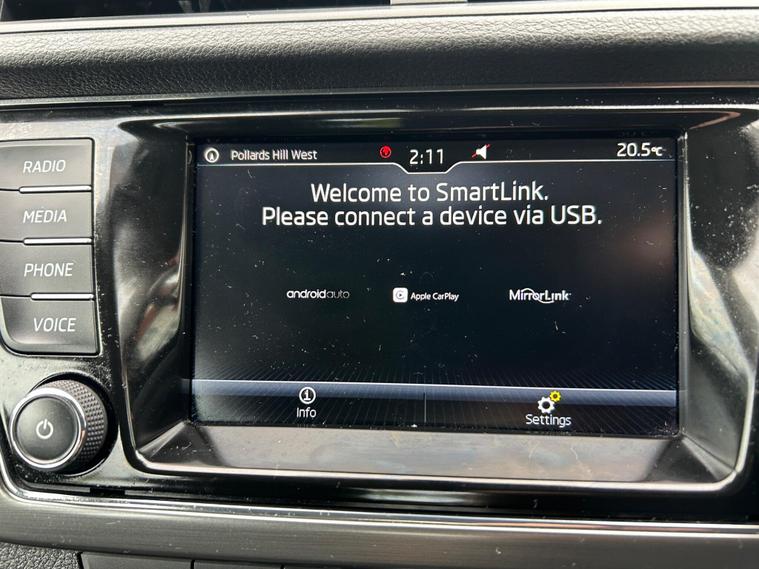 Pollards Hill West
2:11
20.5°C
Welcome to SmartLink.
Please connect a device via USB.
androidauto
Apple CarPlay
MirrorLink
Info
Settings
RADIO
MEDIA
PHONE
VOICE